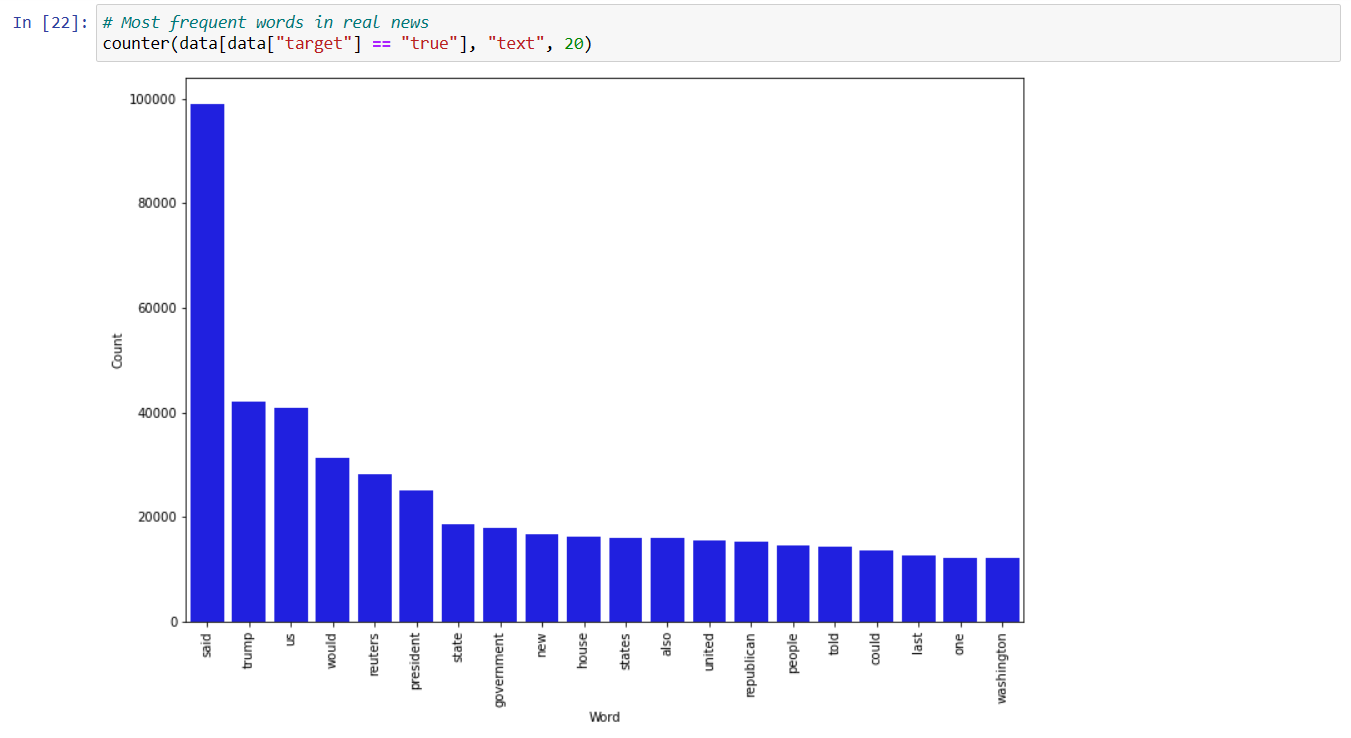 In [22]: # Most frequent words in real news
counter(data[data["target"] == "true"], "text", 20)
100000
80000
60000
40000
20000
0
Count
said
trump
us
would
reuters
president
state
government
new
house
states
also
united
republican
people
told
could
last
one
washington
Word